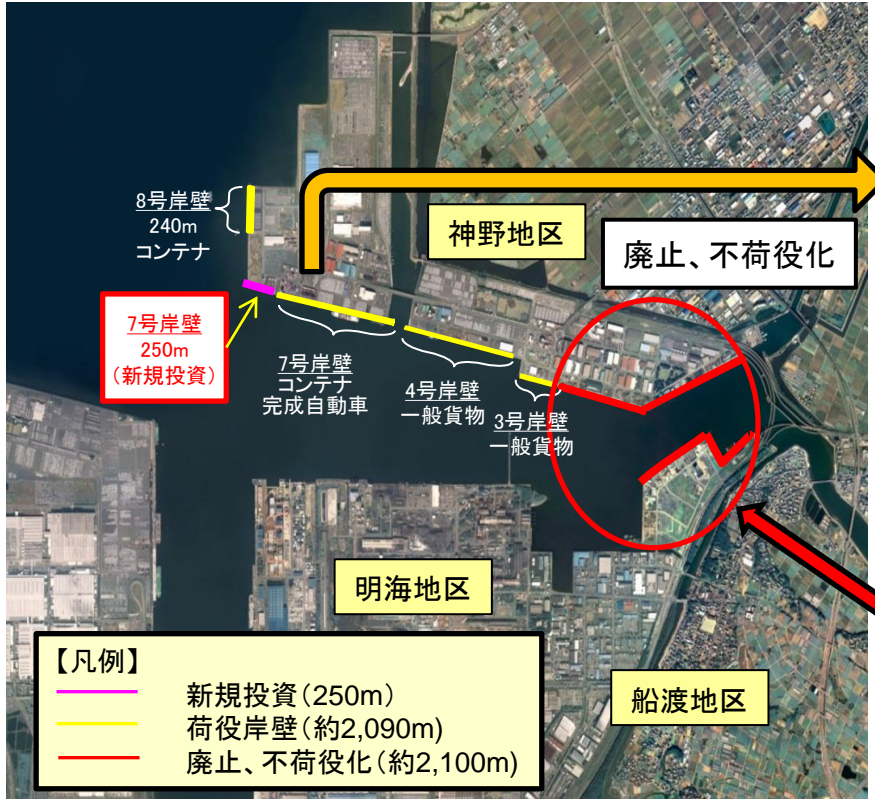 8号岸壁
240m
コンテナ
神野地区
廃止、不荷役化
7号岸壁
250m
（新規投資）
7号岸壁
コンテナ
完成自動車
4号岸壁
一般貨物
3号岸壁
一般貨物
明海地区
船渡地区
【凡例】
新規投資（250m）
荷役岸壁（約2,090m）
廃止、不荷役化（約2,100m）